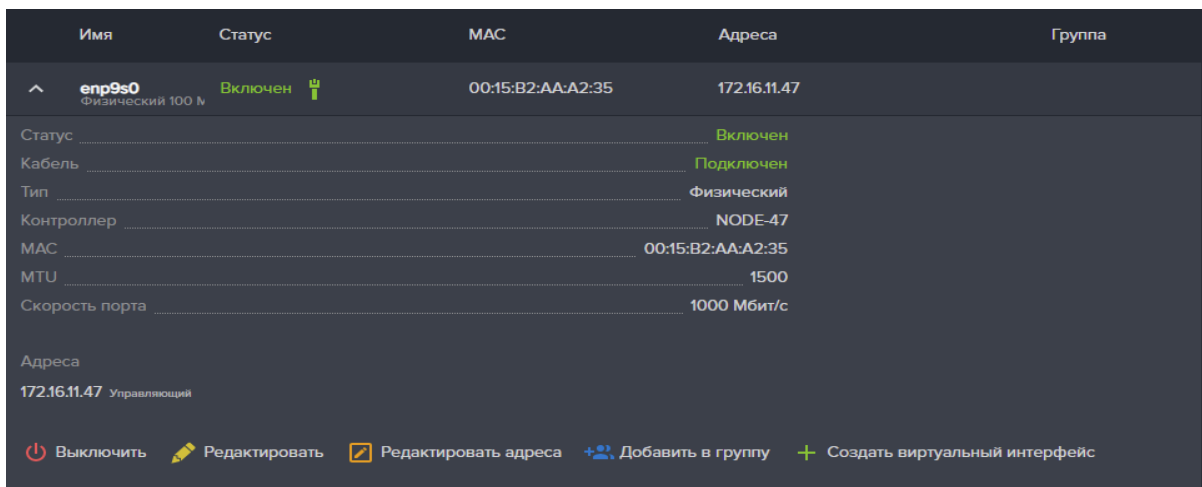 Имя Статус MAC Адреса Группа
enp9s0 Включен 00:15:B2:AA:A2:35 172.16.11.47
Физический 100 М
Статус Включен
Кабель Подключен
Тип Физический
Контроллер NODE-47
MAC 00:15:B2:AA:A2:35
MTU 1500
Скорость порта 1000 Мбит/с
Адреса
172.16.11.47 Управляющий
Выключить Редактировать Редактировать адреса Добавить в группу Создать виртуальный интерфейс